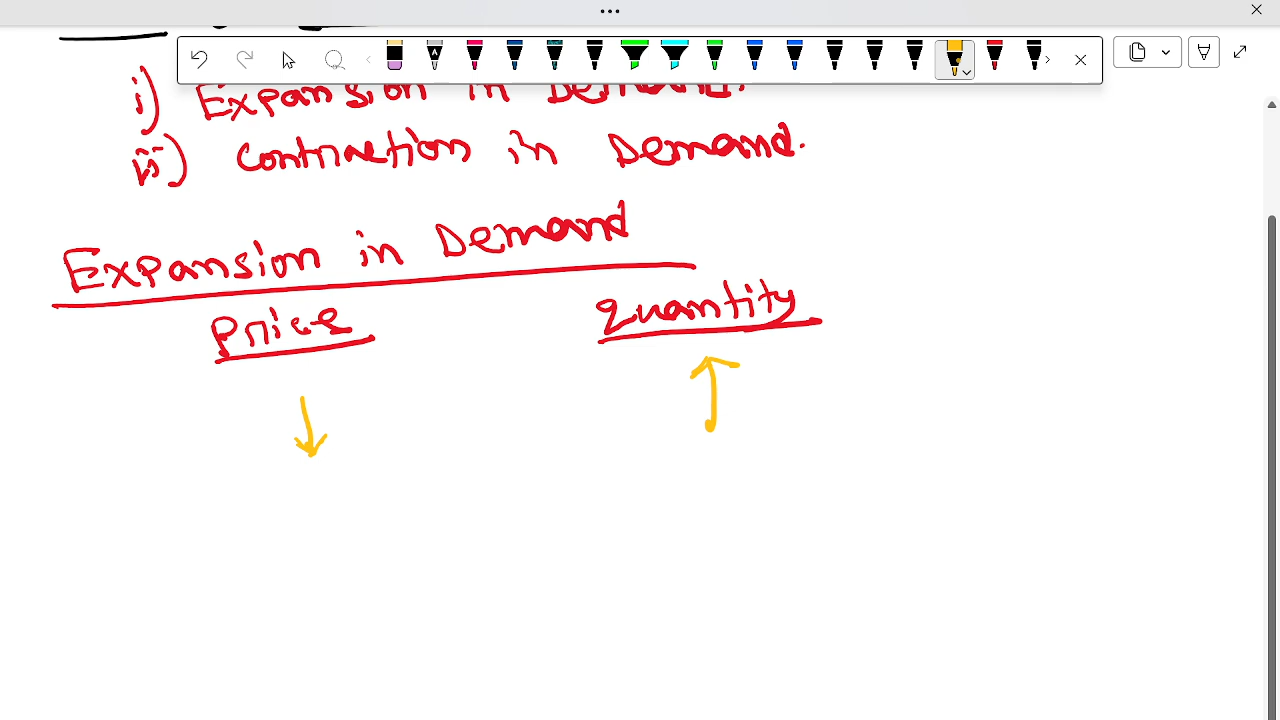 i) Expansion in Demand.
ii) Contraction in Demand.
Expansion in Demand
Price Quantity
↓ ↑